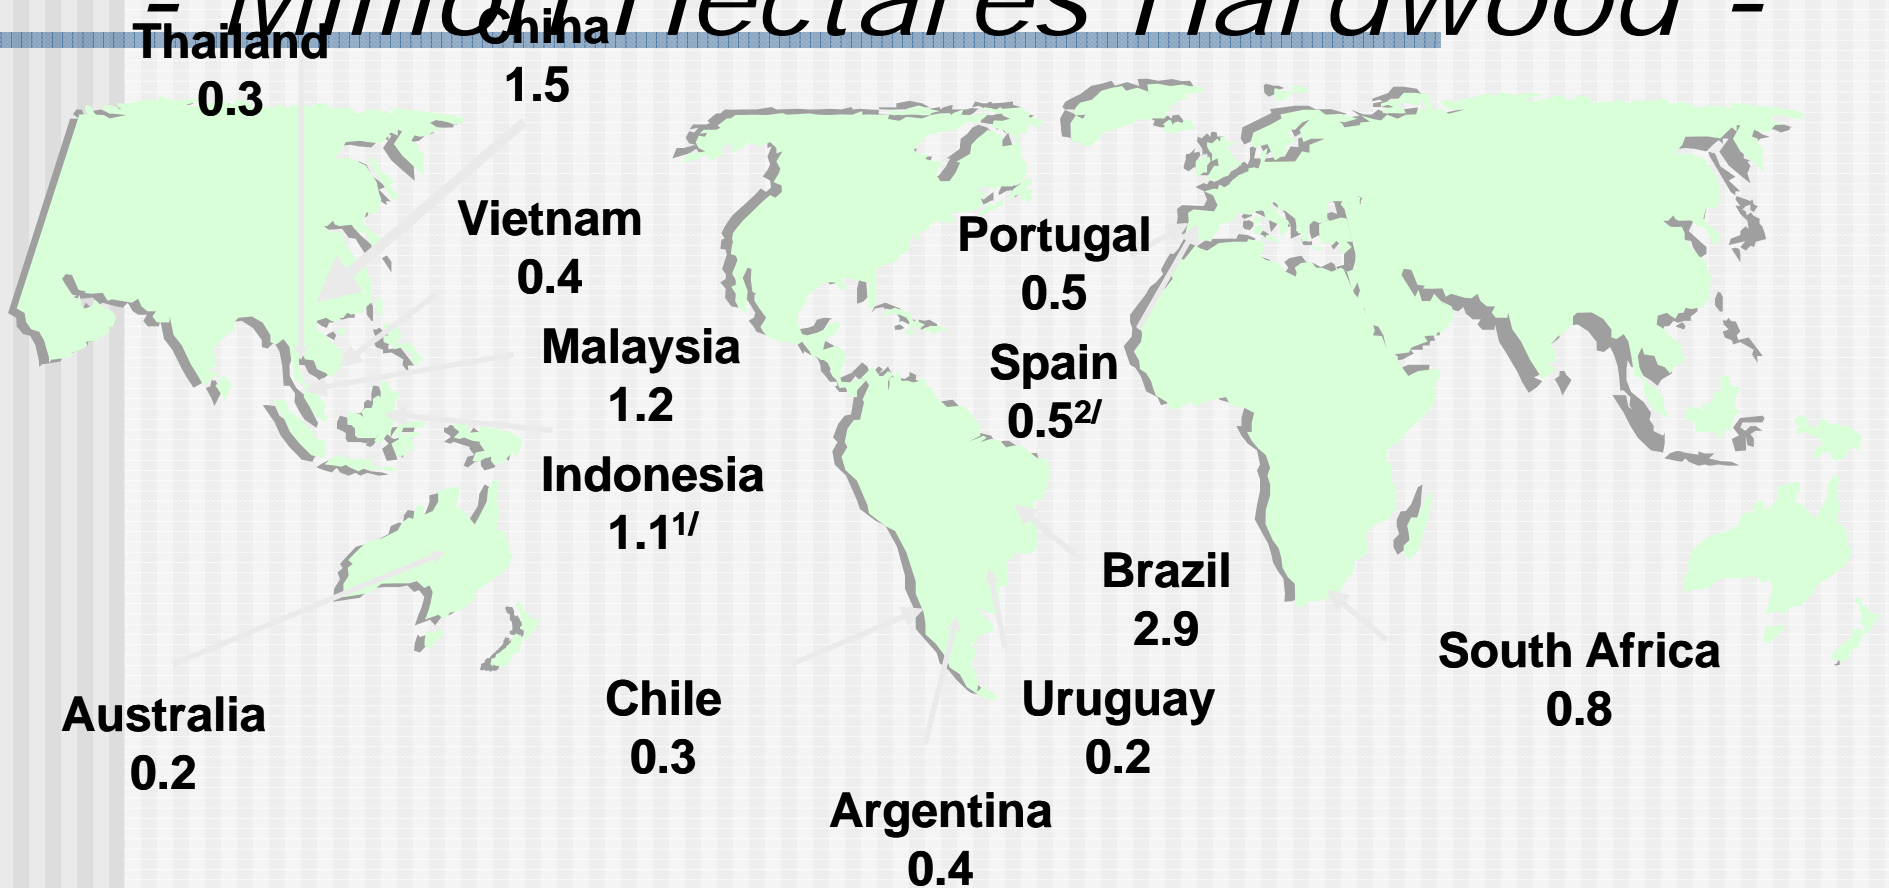 - Million Hectares Hardwood -
Thailand
0.3
China
1.5
Vietnam
0.4
Malaysia
1.2
Indonesia
1.1¹/
Portugal
0.5
Spain
0.5²/
Brazil
2.9
South Africa
0.8
Australia
0.2
Chile
0.3
Uruguay
0.2
Argentina
0.4